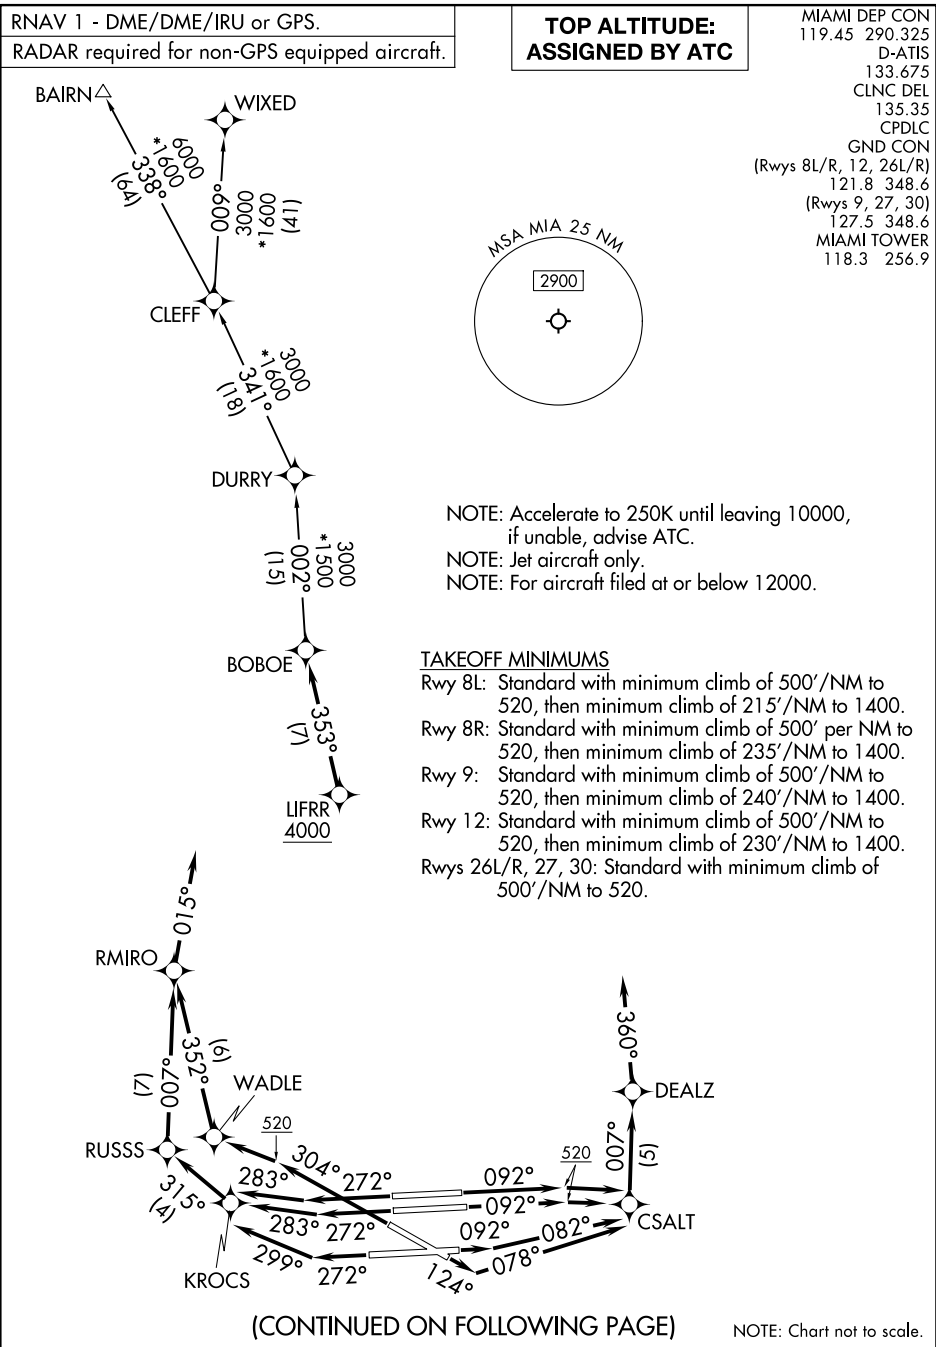 RNAV 1 - DME/DME/IRU or GPS.
RADAR required for non-GPS equipped aircraft.
TOP ALTITUDE:
ASSIGNED BY ATC
MIAMI DEP CON
119.45 290.325
D-ATIS
133.675
CLNC DEL
135.35
CPDLC
GND CON
(Rwys 8L/R, 12, 26L/R)
121.8 348.6
(Rwys 9, 27, 30)
127.5 348.6
MIAMI TOWER
118.3 256.9
BAIRN
WIXED
6000
*1600
338°
(64)
009°
3000
*1600
(41)
MSA MIA 25 NM
2900
CLEFF
3000
*1600
341°
(18)
DURRY
3000
*1500
002°
(15)
NOTE: Accelerate to 250K until leaving 10000,
if unable, advise ATC.
NOTE: Jet aircraft only.
NOTE: For aircraft filed at or below 12000.
BOBOE
353°
(7)
LIFRR
4000
TAKEOFF MINIMUMS
Rwy 8L: Standard with minimum climb of 500'/NM to
520, then minimum climb of 215'/NM to 1400.
Rwy 8R: Standard with minimum climb of 500' per NM to
520, then minimum climb of 235'/NM to 1400.
Rwy 9: Standard with minimum climb of 500'/NM to
520, then minimum climb of 240'/NM to 1400.
Rwy 12: Standard with minimum climb of 500'/NM to
520, then minimum climb of 230'/NM to 1400.
Rwys 26L/R, 27, 30: Standard with minimum climb of
500'/NM to 520.
015°
RMIRO
(6)
352°
007°
(7)
WADLE
RUSSS
520
304°
315°
(4)
283°
272°
092°
520
283°
272°
092°
299°
272°
092°
082°
124°
078°
KROCS
360°
DEALZ
007°
(5)
CSALT
(CONTINUED ON FOLLOWING PAGE)
NOTE: Chart not to scale.